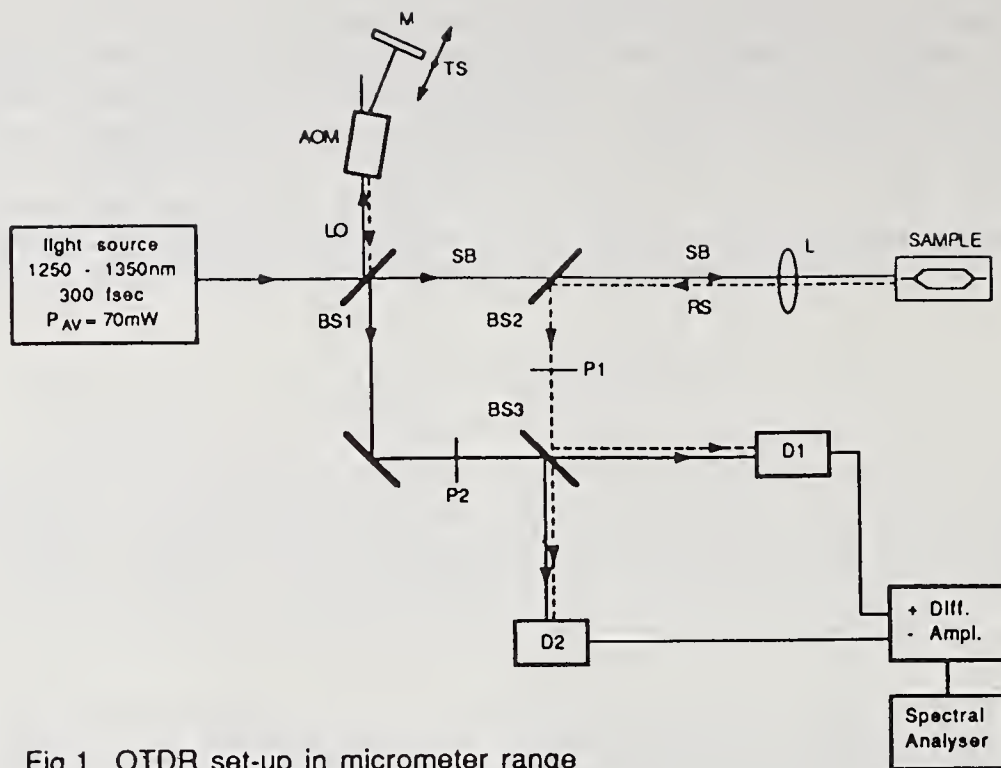 M
TS
AOM
LO
light source
1250 - 1350nm
300 fsec
P AV = 70mW
SB
SB
L
SAMPLE
BS1
BS2
RS
P1
BS3
D1
P2
D2
+ Diff.
- Ampl.
Spectral
Analyser
Fig.1 OTDR set-up in micrometer range